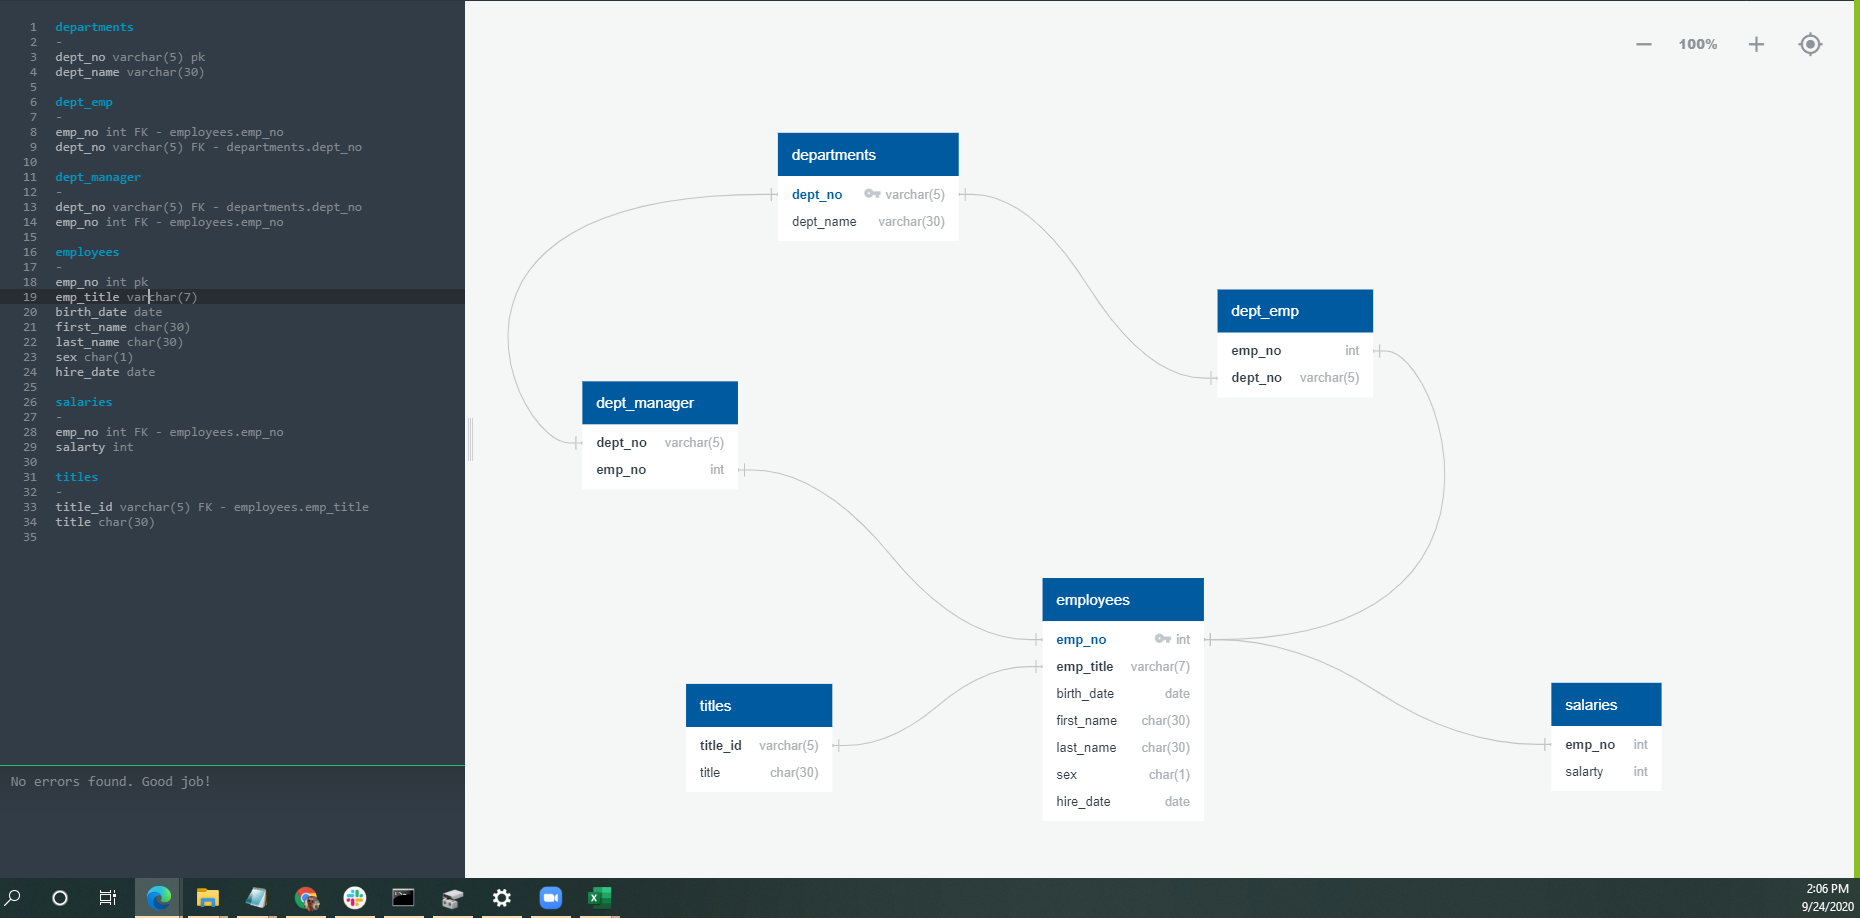 1 departments
2 -
3 dept_no varchar(5) pk
4 dept_name varchar(30)
5
6 dept_emp
7 -
8 emp_no int FK - employees.emp_no
9 dept_no varchar(5) FK - departments.dept_no
10
11 dept_manager
12 -
13 dept_no varchar(5) FK - departments.dept_no
14 emp_no int FK - employees.emp_no
15
16 employees
17 -
18 emp_no int pk
19 emp_title varchar(7)
20 birth_date date
21 first_name char(30)
22 last_name char(30)
23 sex char(1)
24 hire_date date
25
26 salaries
27 -
28 emp_no int FK - employees.emp_no
29 salarty int
30
31 titles
32 -
33 title_id varchar(5) FK - employees.emp_title
34 title char(30)
35
No errors found. Good job!
100%
departments
dept_no varchar(5)
dept_name varchar(30)
dept_emp
emp_no int
dept_no varchar(5)
dept_manager
dept_no varchar(5)
emp_no int
employees
emp_no int
emp_title varchar(7)
birth_date date
first_name char(30)
last_name char(30)
sex char(1)
hire_date date
titles
title_id varchar(5)
title char(30)
salaries
emp_no int
salarty int
2:06 PM
9/24/2020